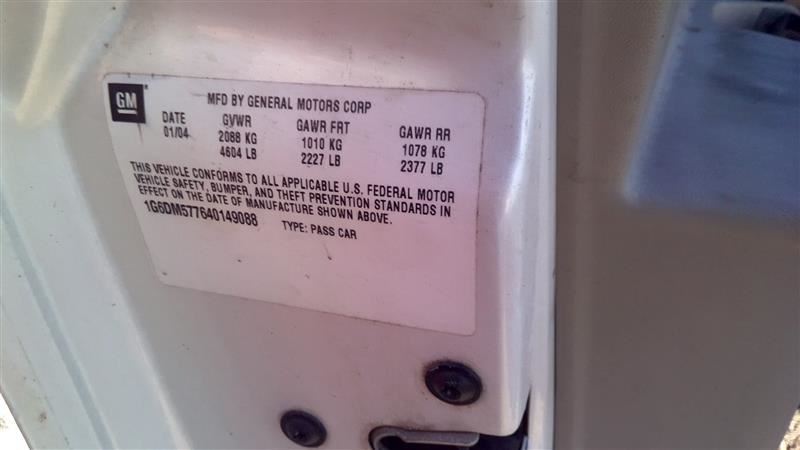 GM
MFD BY GENERAL MOTORS CORP
DATE GVWR GAWR FRT GAWR RR
01/04 2088 KG 1010 KG 1078 KG
4604 LB 2227 LB 2377 LB
THIS VEHICLE CONFORMS TO ALL APPLICABLE U.S. FEDERAL MOTOR
VEHICLE SAFETY, BUMPER, AND THEFT PREVENTION STANDARDS IN
EFFECT ON THE DATE OF MANUFACTURE SHOWN ABOVE.
1G6DM577640149088 TYPE: PASS CAR